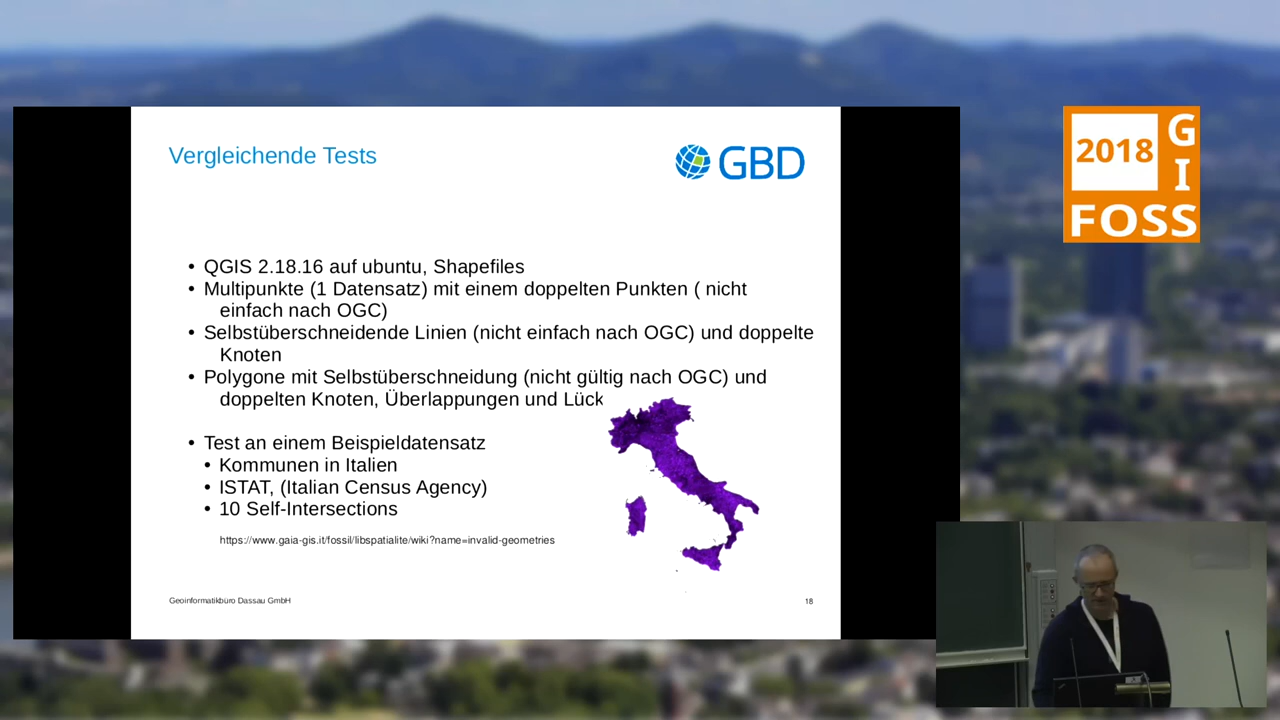 Vergleichende Tests
GBD
• QGIS 2.18.16 auf ubuntu, Shapefiles
• Multipunkte (1 Datensatz) mit einem doppelten Punkten ( nicht
einfach nach OGC)
• Selbstüberschneidende Linien (nicht einfach nach OGC) und doppelte
Knoten
• Polygone mit Selbstüberschneidung (nicht gültig nach OGC) und
doppelten Knoten, Überlappungen und Lück
• Test an einem Beispieldatensatz
• Kommunen in Italien
• ISTAT, (Italian Census Agency)
• 10 Self-Intersections
https://www.gaia-gis.it/fossil/libspatialite/wiki?name=invalid-geometries
Geoinformatikbüro Dassau GmbH
18
2018
G
I
FOSS